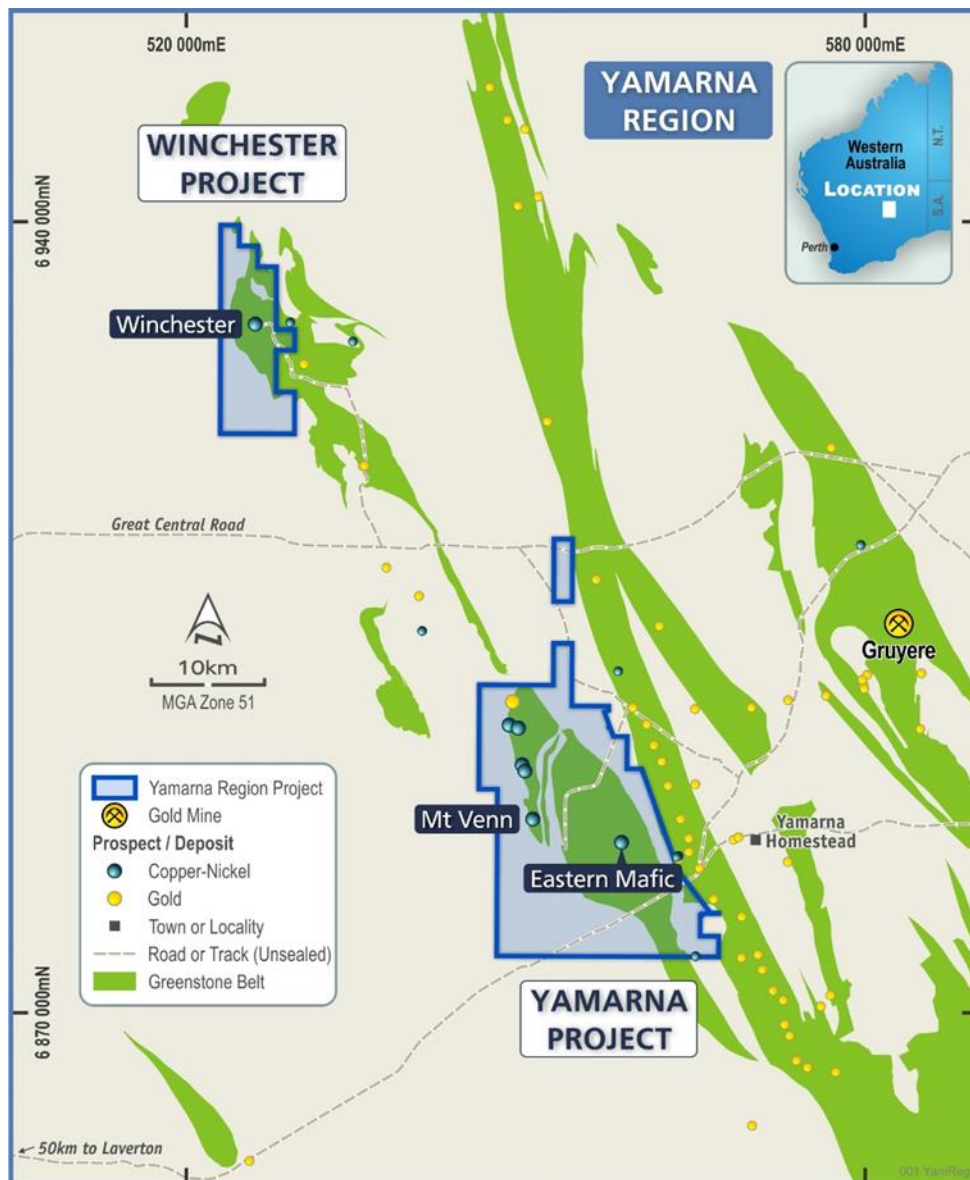 520 000mE
580 000mE
YAMARNA
REGION
Western
Australia
N.T.
LOCATION
S.A.
Perth
WINCHESTER
PROJECT
6 940 000mN
Winchester
Great Central Road
N
10km
MGA Zone 51
Gruyere
Mt Venn
Yamarna
Homestead
Eastern Mafic
Yamarna Region Project
Gold Mine
Prospect / Deposit
Copper-Nickel
Gold
Town or Locality
Road or Track (Unsealed)
Greenstone Belt
YAMARNA
PROJECT
6 870 000mN
50km to Laverton